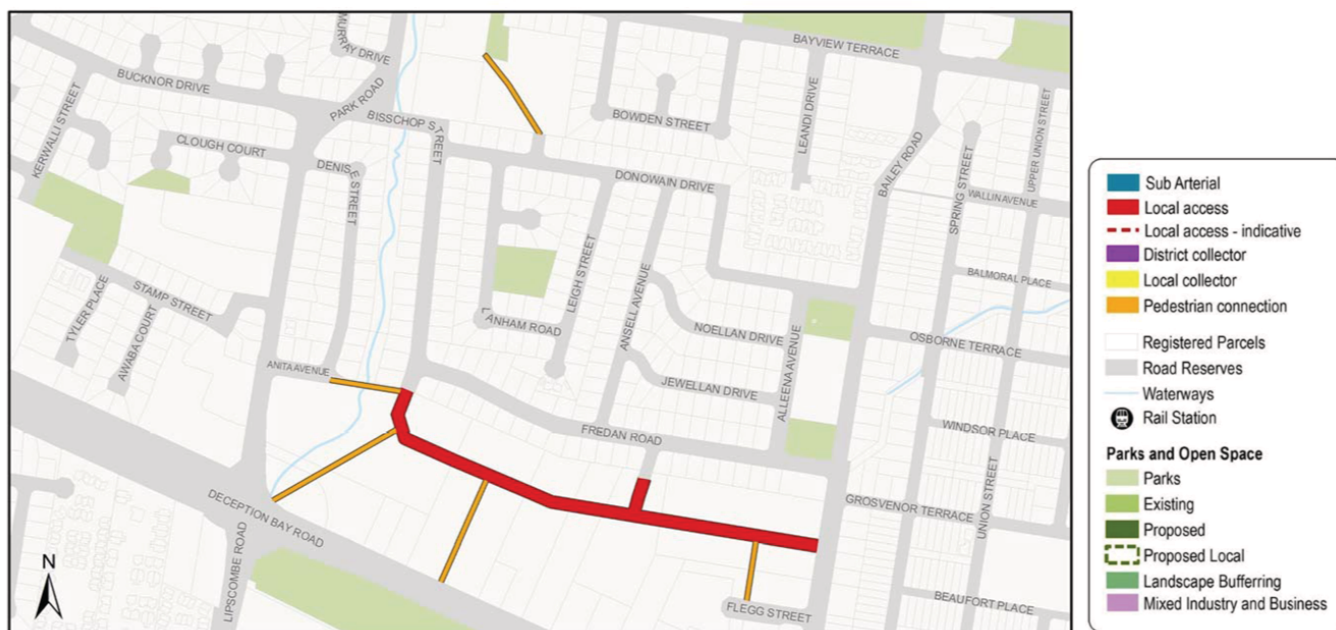 MURRAY DRIVE
BAYVIEW TERRACE
BUCKNOR DRIVE
PARK ROAD
BISSCHOP STREET
BOWDEN STREET
LEANDI DRIVE
UPPER UNION STREET
KERWALLI STREET
CLOUGH COURT
DENISE STREET
DONOWAIN DRIVE
BAILEY ROAD
SPRING STREET
WALLIN AVENUE
STAMP STREET
TYLER PLACE
AWABA COURT
LANHAM ROAD
LEIGH STREET
ANSELL AVENUE
NOELLAN DRIVE
ALLEENA AVENUE
BALMORAL PLACE
OSBORNE TERRACE
ANITA AVENUE
JEWELLAN DRIVE
FREDAN ROAD
WINDSOR PLACE
UNION STREET
DECEPTION BAY ROAD
GROSVENOR TERRACE
LIPSCOMBE ROAD
FLEGG STREET
BEAUFORT PLACE
N
Sub Arterial
Local access
Local access - indicative
District collector
Local collector
Pedestrian connection
Registered Parcels
Road Reserves
Waterways
Rail Station
Parks and Open Space
Parks
Existing
Proposed
Proposed Local
Landscape Bufferring
Mixed Industry and Business